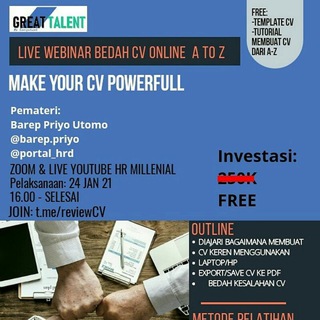 GREAT TALENT
FREE:
-TEMPLATE CV
-TUTORIAL
MEMBUAT CV
DARI A-Z
LIVE WEBINAR BEDAH CV ONLINE A TO Z
MAKE YOUR CV POWERFULL
Pemateri:
Barep Priyo Utomo
@barep.priyo
@portal_hrd
ZOOM & LIVE YOUTUBE HR MILLENIAL
Pelaksanaan: 24 JAN 21
16.00 - SELESAI
JOIN: t.me/reviewCV
Investasi:
250K
FREE
OUTLINE
• DIAJARI BAGAIMANA MEMBUAT
• CV KEREN MENGGUNAKAN
• LAPTOP/HP
• EXPORT/SAVE CV KE PDF
• BEDAH KESALAHAN CV
METODE PELATIHAN